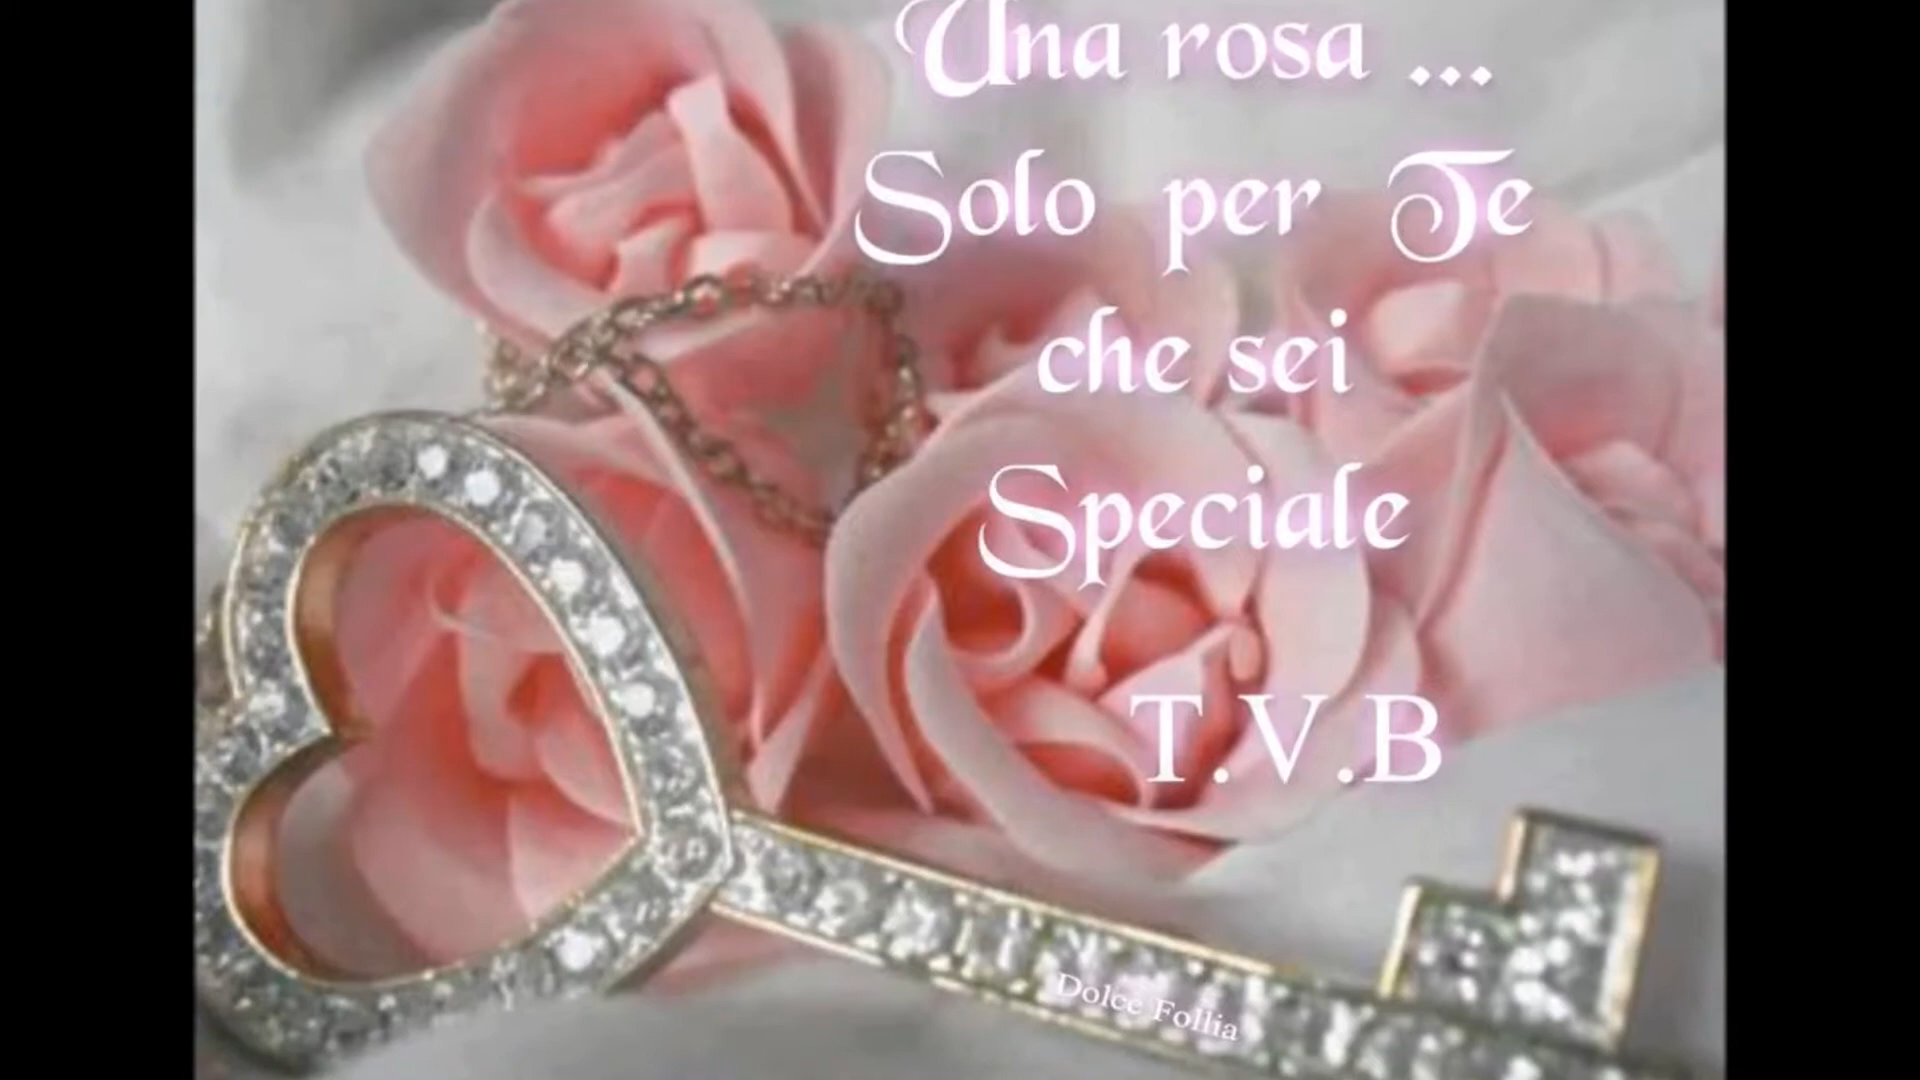 Una rosa ...
Solo per Te
che sei
Speciale
T.V.B
Dolce Follia